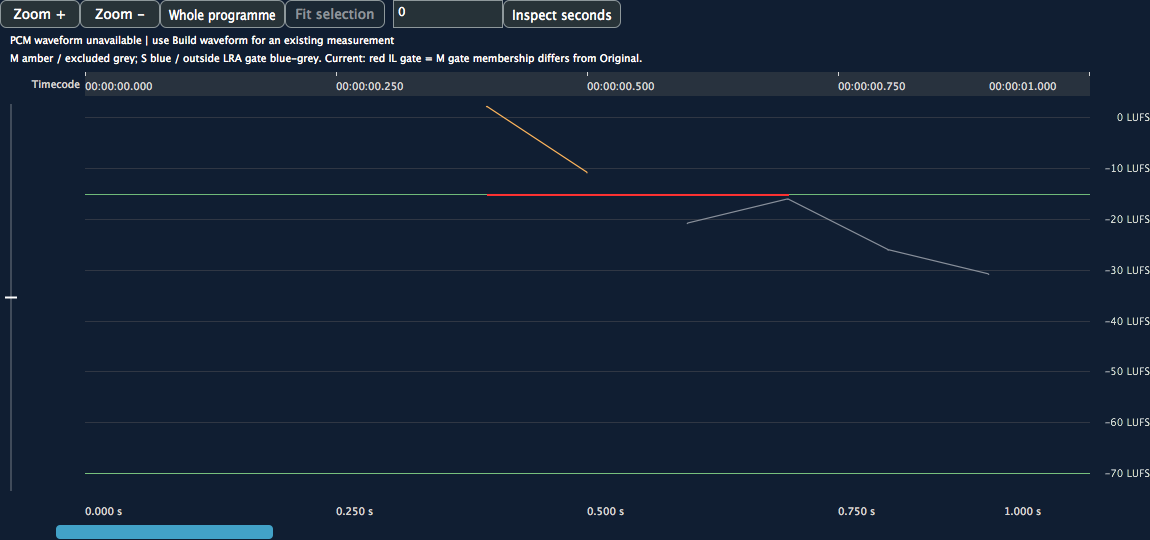 Zoom + Zoom – Whole programme Fit selection 0 Inspect seconds
PCM waveform unavailable | use Build waveform for an existing measurement
M amber / excluded grey; S blue / outside LRA gate blue-grey. Current: red IL gate = M gate membership differs from Original.
Timecode 00:00:00.000 00:00:00.250 00:00:00.500 00:00:00.750 00:00:01.000
0 LUFS
-10 LUFS
-20 LUFS
-30 LUFS
-40 LUFS
-50 LUFS
-60 LUFS
-70 LUFS
0.000 s 0.250 s 0.500 s 0.750 s 1.000 s